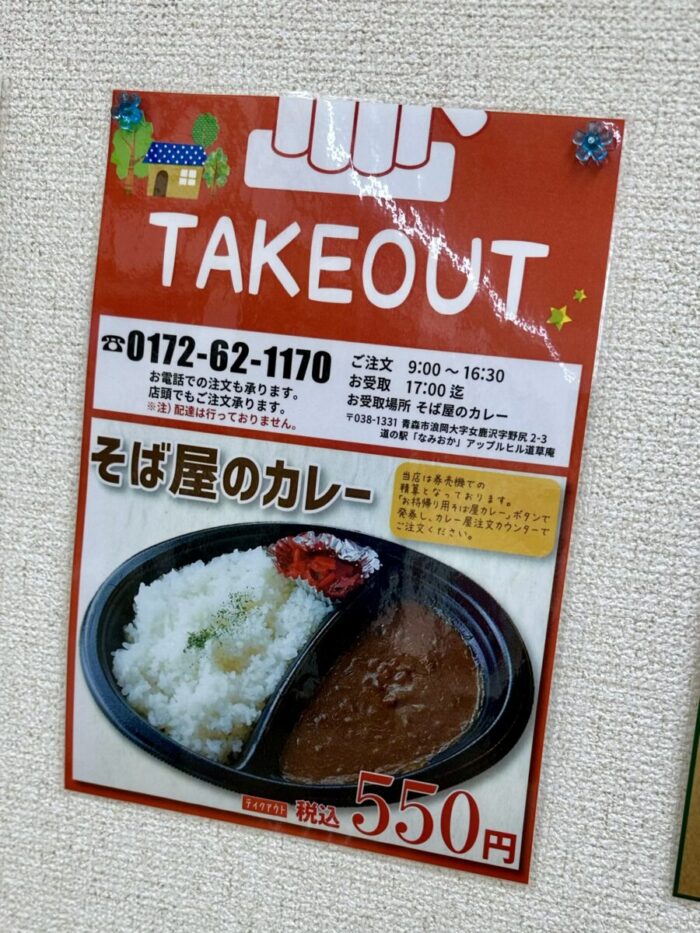 TAKEOUT
☎0172-62-1170
お電話での注文も承ります。
店頭でもご注文承ります。
※注) 配達は行っておりません。
ご注文 9:00～16:30
お受取 17:00 迄
お受取場所 そば屋のカレー
〒038-1331 青森市浪岡大字女鹿沢字野尻 2-3
道の駅「なみおか」アップルヒル道草庵
そば屋のカレー
当店は券売機での
精算となっております。
「お持帰り用そば屋カレー」ボタンで
発券し、カレー屋注文カウンターで
ご注文ください。
テイクアウト 税込 550円